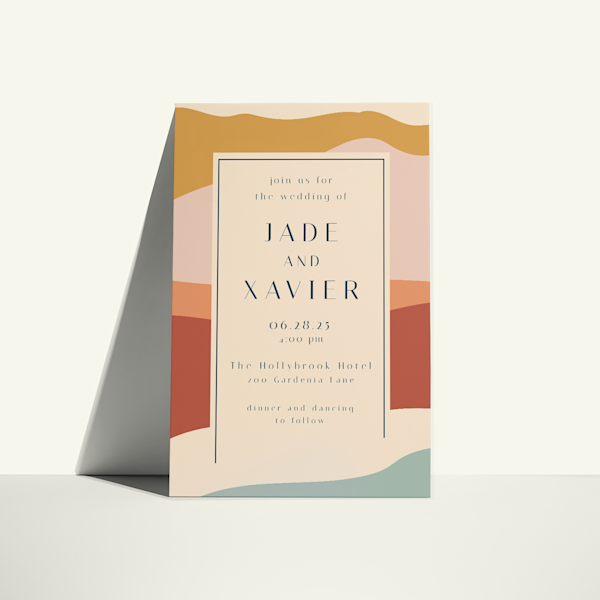 join us for
the wedding of
JADE
AND
XAVIER
06.28.25
4:00 pm
The Hollybrook Hotel
200 Gardenia Lane
dinner and dancing
to follow